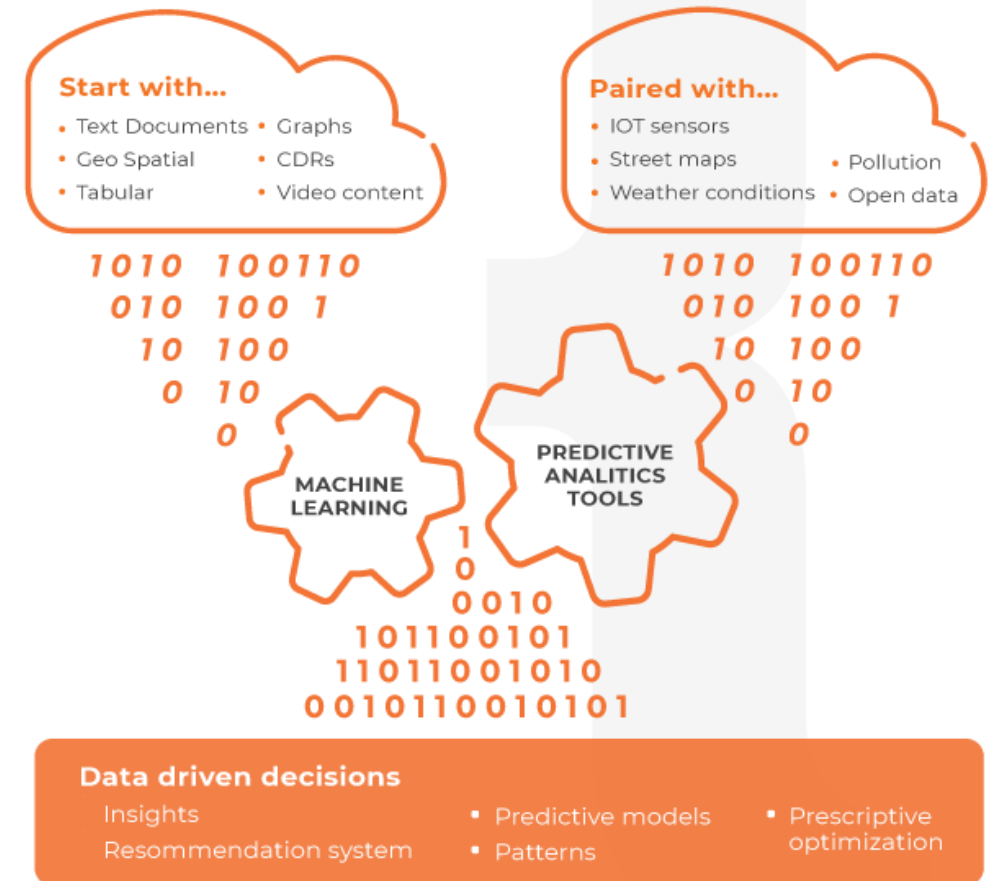 Start with...
• Text Documents
• Geo Spatial
• Tabular
• Graphs
• CDRs
• Video content
Paired with...
• IOT sensors
• Street maps
• Weather conditions
• Pollution
• Open data
1010 100110
010 100 1
10 100
0 10
0
1010 100110
010 100 1
10 100
0 10
0
MACHINE
LEARNING
PREDICTIVE
ANALITICS
TOOLS
1
0
0010
101100101
11011001010
0010110010101
Data driven decisions
Insights
Resommendation system
▪ Predictive models
▪ Patterns
▪ Prescriptive
optimization